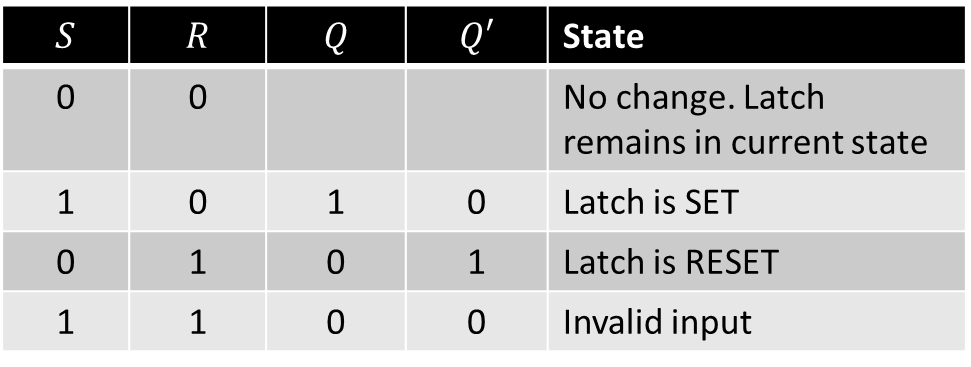 S R Q Q′ State
0 0 No change. Latch
remains in current state
1 0 1 0 Latch is SET
0 1 0 1 Latch is RESET
1 1 0 0 Invalid input